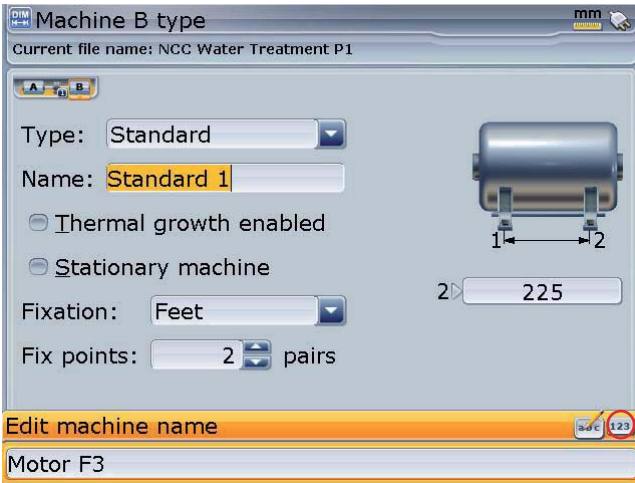 DIM
Machine B type
mm
Current file name: NCC Water Treatment P1
A
B
Type: Standard
Name: Standard 1
Thermal growth enabled
Stationary machine
Fixation: Feet
Fix points: 2 pairs
1
2
2 225
Edit machine name
abc
123
Motor F3